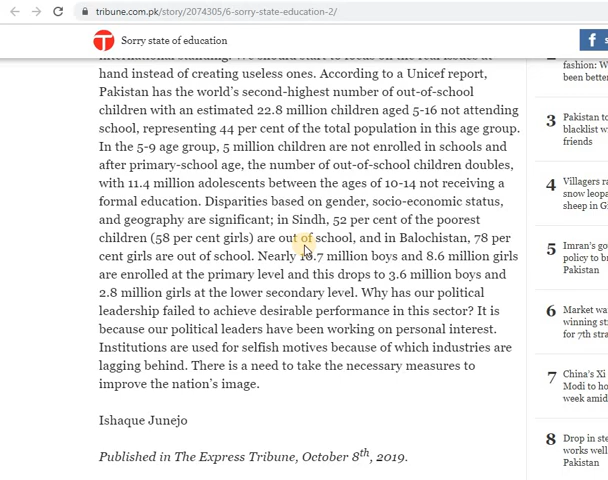 tribune.com.pk/story/2074305/6-sorry-state-education-2/
Sorry state of education
hand instead of creating useless ones. According to a Unicef report,
Pakistan has the world's second-highest number of out-of-school
children with an estimated 22.8 million children aged 5-16 not attending
school, representing 44 per cent of the total population in this age group.
In the 5-9 age group, 5 million children are not enrolled in schools and
after primary-school age, the number of out-of-school children doubles,
with 11.4 million adolescents between the ages of 10-14 not receiving a
formal education. Disparities based on gender, socio-economic status,
and geography are significant; in Sindh, 52 per cent of the poorest
children (58 per cent girls) are out of school, and in Balochistan, 78 per
cent girls are out of school. Nearly 10.7 million boys and 8.6 million girls
are enrolled at the primary level and this drops to 3.6 million boys and
2.8 million girls at the lower secondary level. Why has our political
leadership failed to achieve desirable performance in this sector? It is
because our political leaders have been working on personal interest.
Institutions are used for selfish motives because of which industries are
lagging behind. There is a need to take the necessary measures to
improve the nation's image.
Ishaque Junejo
Published in The Express Tribune, October 8th, 2019.
fashion: W
been better
3
Pakistan to
blacklist w
friends
4
Villagers ra
snow leopa
sheep in G
5
Imran's go
policy to b
Pakistan
6
Market wa
winning st
for 7th stra
7
China's Xi
Modi to ho
week amid
8
Drop in ste
works well
Pakistan